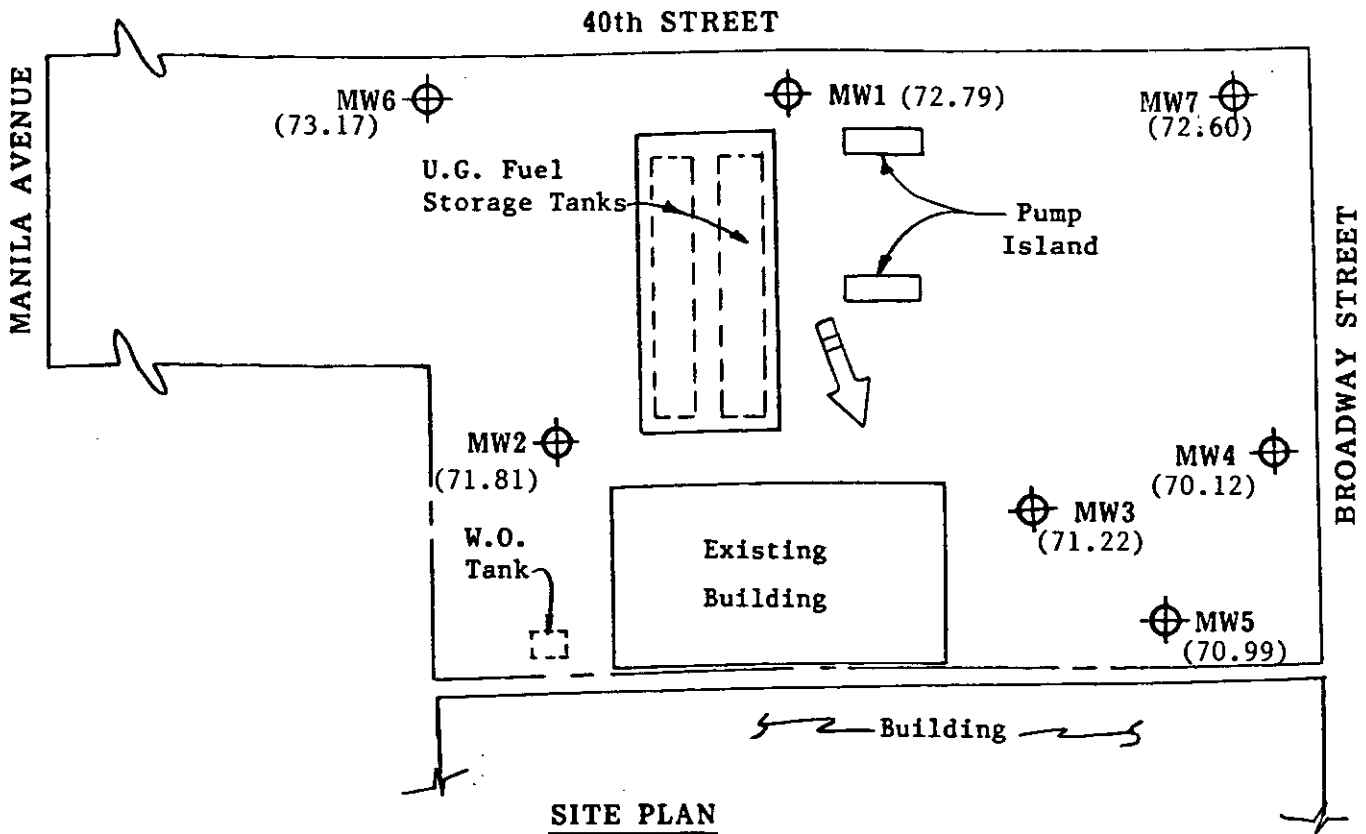 40th STREET
MANILA AVENUE
MW6
(73.17)
MW1 (72.79)
MW7
(72.60)
U.G. Fuel
Storage Tanks
Pump
Island
BROADWAY STREET
MW2
(71.81)
MW4
(70.12)
MW3
(71.22)
W.O.
Tank
Existing
Building
MW5
(70.99)
Building
SITE PLAN